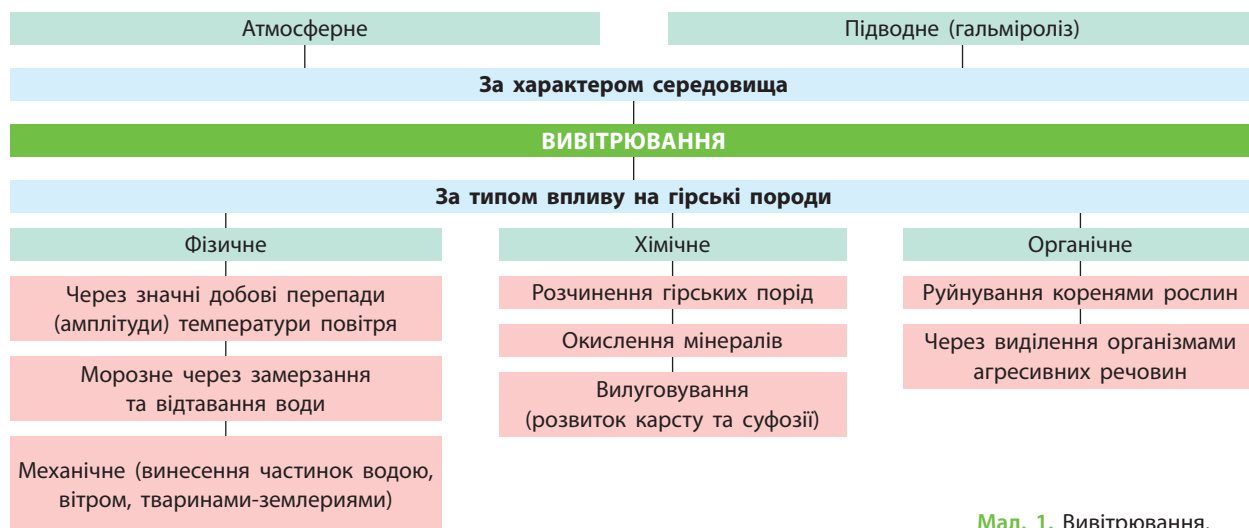 Атмосферне
Підводне (гальміроліз)
За характером середовища
ВИВІТРЮВАННЯ
За типом впливу на гірські породи
Фізичне
Через значні добові перепади
(амплітуди) температури повітря
Морозне через замерзання
та відтавання води
Механічне (винесення частинок водою,
вітром, тваринами-землериями)
Хімічне
Розчинення гірських порід
Окислення мінералів
Вилуговування
(розвиток карсту та суфозії)
Органічне
Руйнування коренями рослин
Через виділення організмами
агресивних речовин
Мал. 1. Вивітрювання.